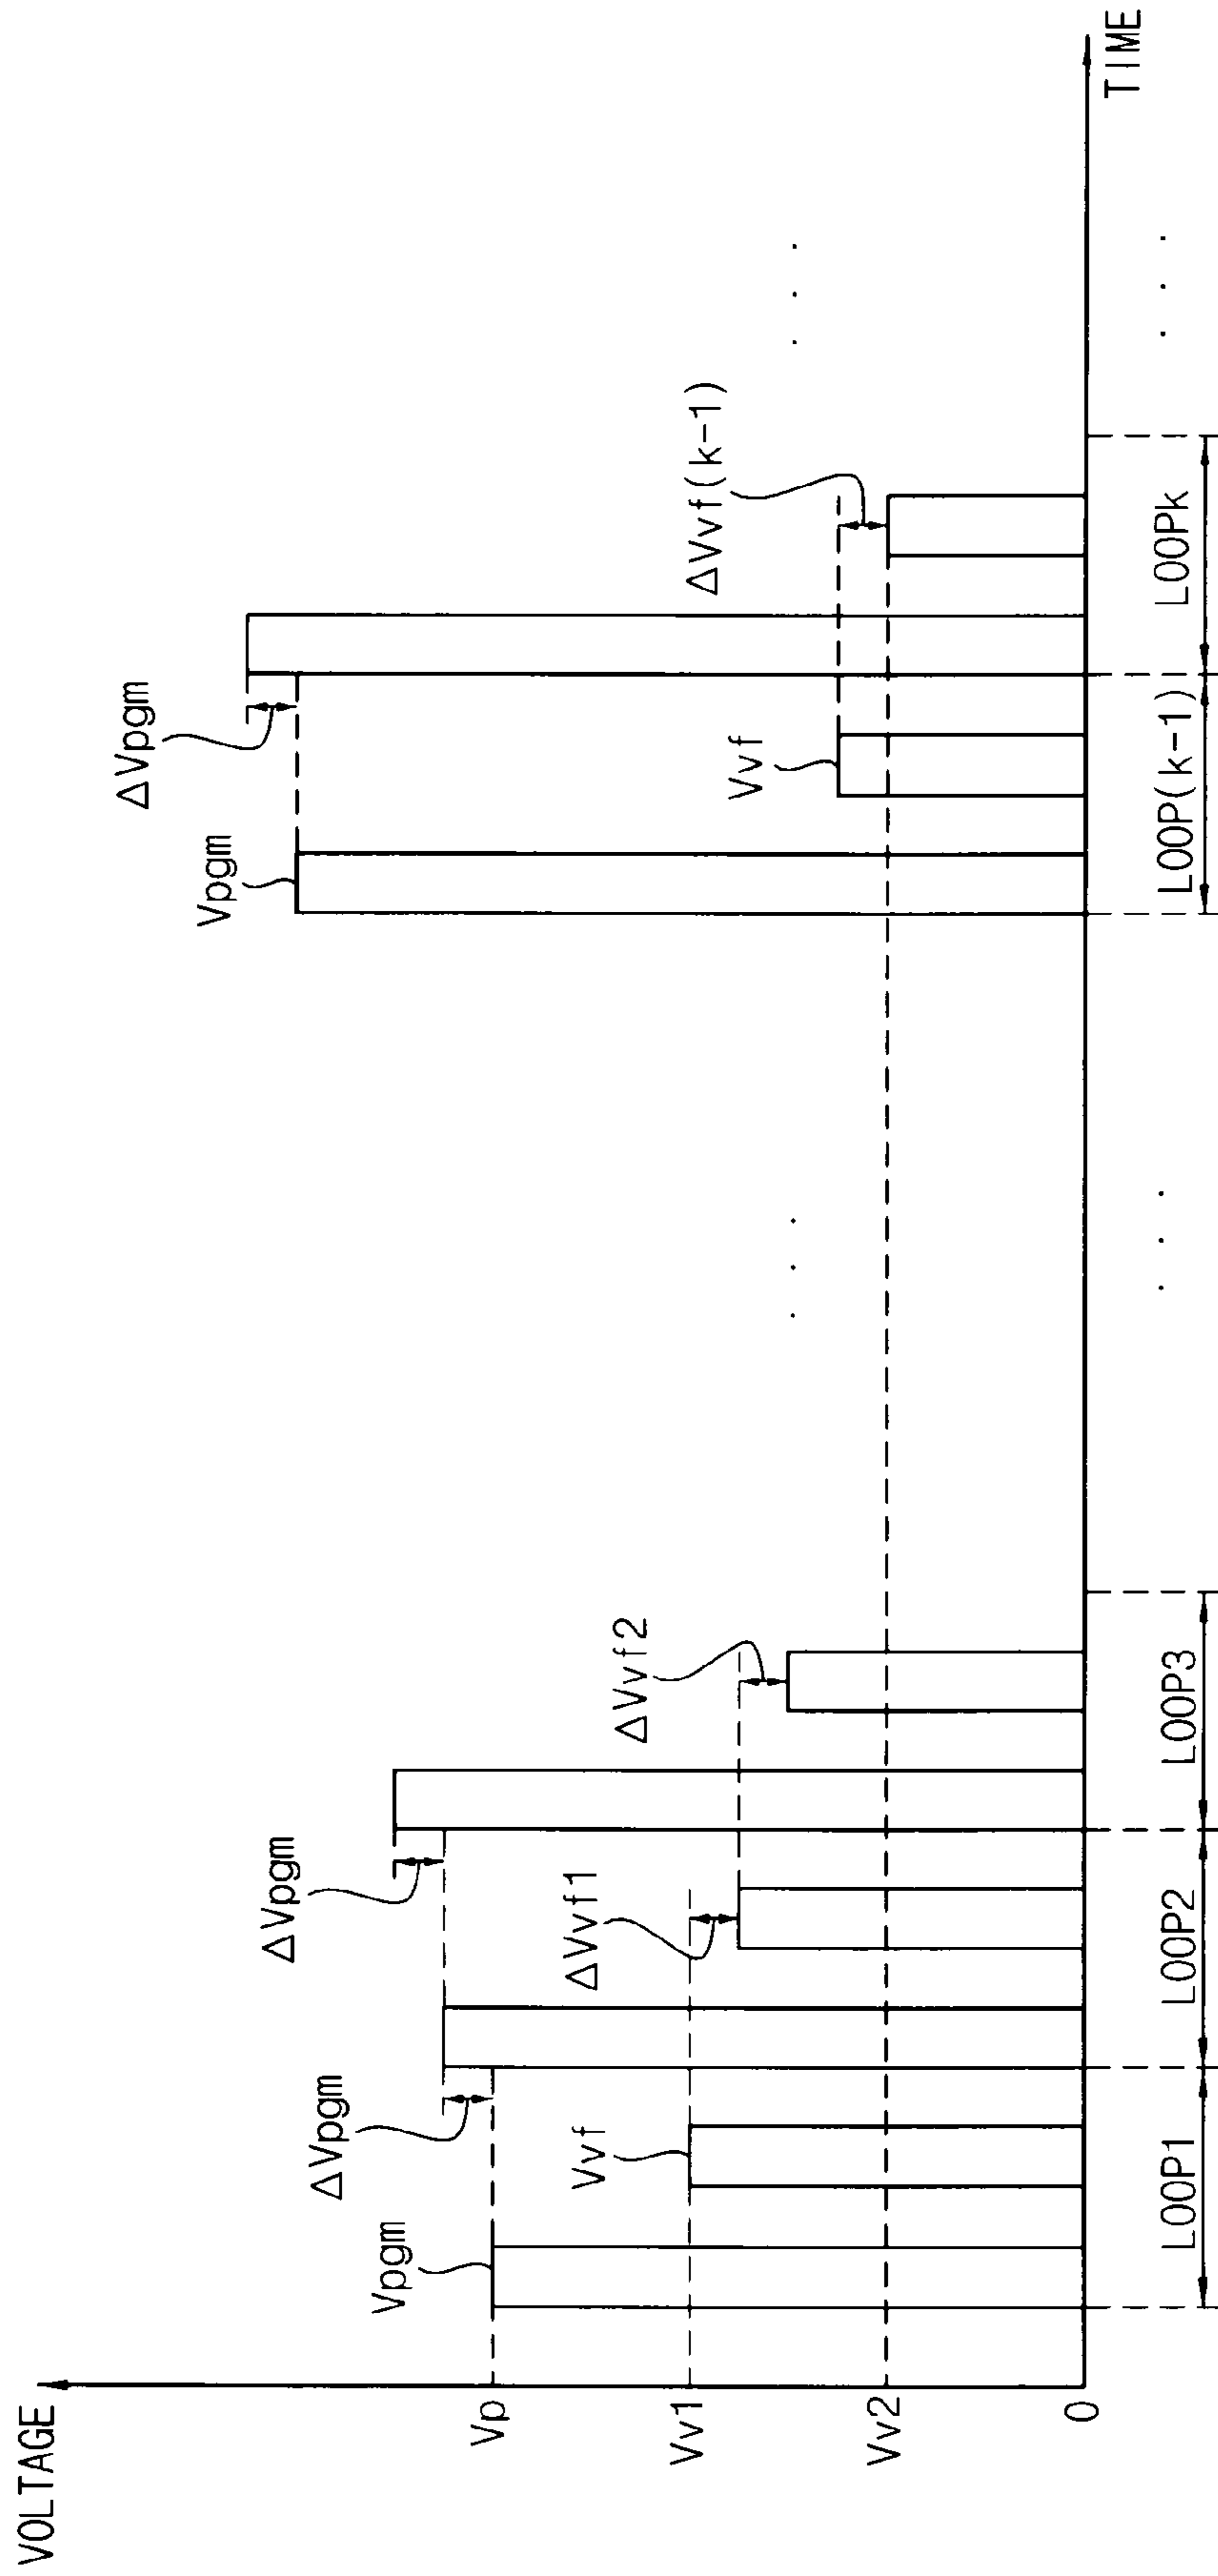 VOLTAGE
ΔVpgm
Vpgm
ΔVpgm
ΔVpgm
Vpgm
Vp
ΔVvf(k-1)
Vvf
ΔVvf2
ΔVvf1
Vvf
Vv1
Vv2
0
TIME
LOOP1
LOOP2
LOOP3
LOOP(k-1)
LOOPk